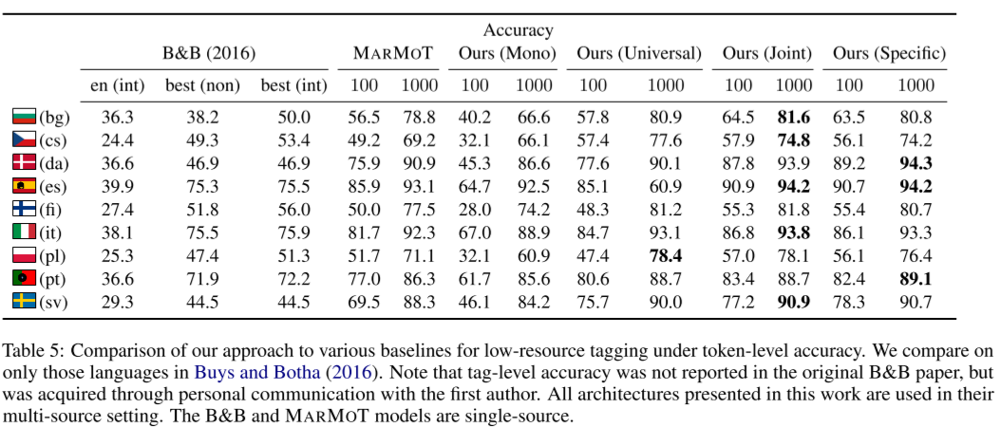 Accuracy
B&B (2016) MARMOT Ours (Mono) Ours (Universal) Ours (Joint) Ours (Specific)
en (int) best (non) best (int) 100 1000 100 1000 100 1000 100 1000 100 1000
(bg) 36.3 38.2 50.0 56.5 78.8 40.2 66.6 57.8 80.9 64.5 81.6 63.5 80.8
(cs) 24.4 49.3 53.4 49.2 69.2 32.1 66.1 57.4 77.6 57.9 74.8 56.1 74.2
(da) 36.6 46.9 46.9 75.9 90.9 45.3 86.6 77.6 90.1 87.8 93.9 89.2 94.3
(es) 39.9 75.3 75.5 85.9 93.1 64.7 92.5 85.1 60.9 90.9 94.2 90.7 94.2
(fi) 27.4 51.8 56.0 50.0 77.5 28.0 74.2 48.3 81.2 55.3 81.8 55.4 80.7
(it) 38.1 75.5 75.9 81.7 92.3 67.0 88.9 84.7 93.1 86.8 93.8 86.1 93.3
(pl) 25.3 47.4 51.3 51.7 71.1 32.1 60.9 47.4 78.4 57.0 78.1 56.1 76.4
(pt) 36.6 71.9 72.2 77.0 86.3 61.7 85.6 80.6 88.7 83.4 88.7 82.4 89.1
(sv) 29.3 44.5 44.5 69.5 88.3 46.1 84.2 75.7 90.0 77.2 90.9 78.3 90.7
Table 5: Comparison of our approach to various baselines for low-resource tagging under token-level accuracy. We compare on
only those languages in Buys and Botha (2016). Note that tag-level accuracy was not reported in the original B&B paper, but
was acquired through personal communication with the first author. All architectures presented in this work are used in their
multi-source setting. The B&B and MARMOT models are single-source.